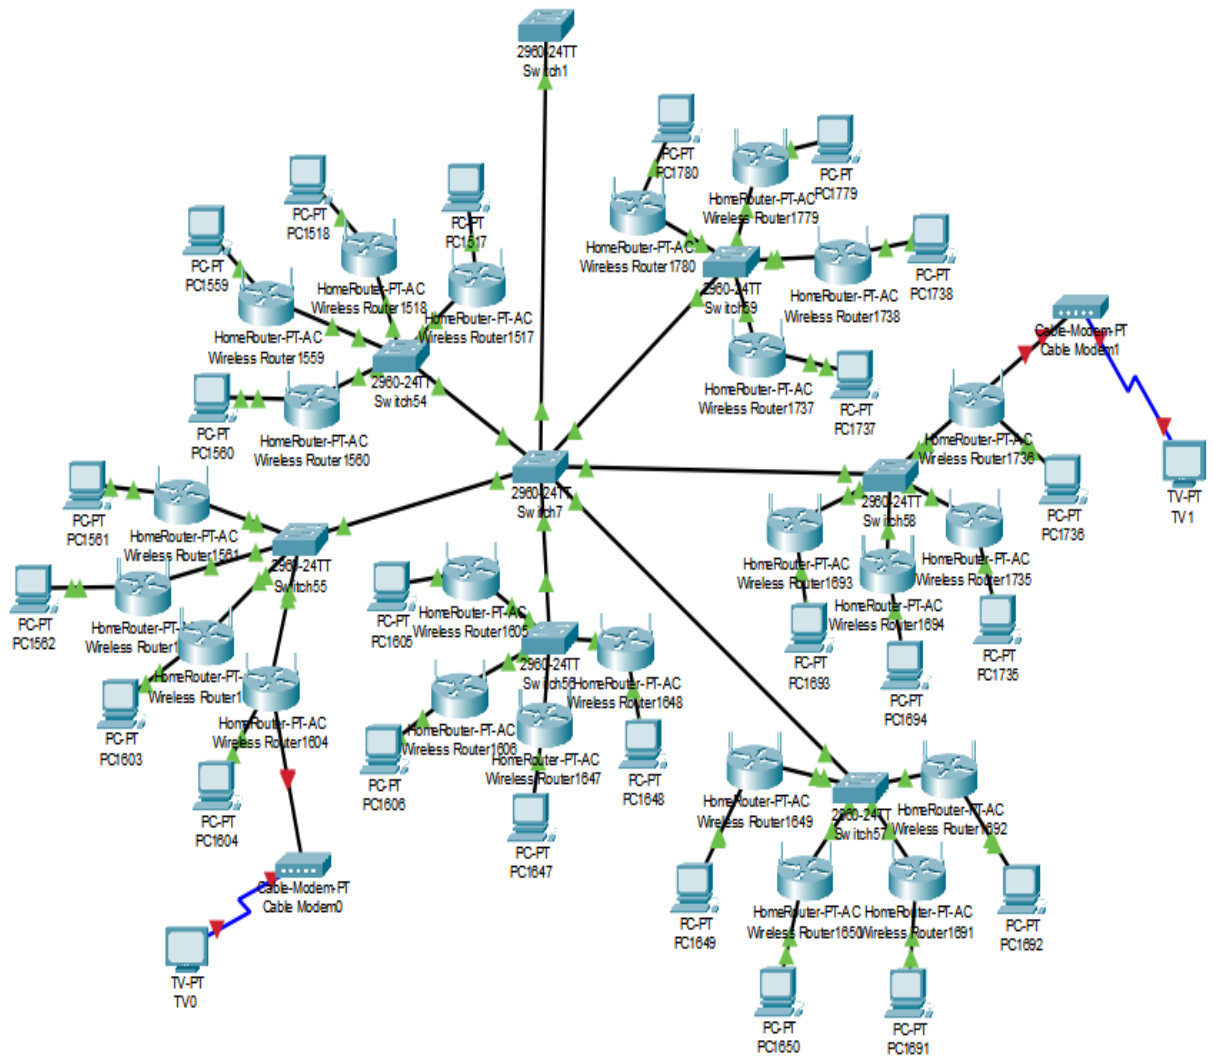 2960-24TT
Switch1
PC-PT
PC1780
PC-PT
PC1779
HomeRouter-PT-AC
Wireless Router1779
HomeRouter-PT-AC
Wireless Router1780
PC-PT
PC1738
HomeRouter-PT-AC
Wireless Router1738
2960-24TT
Switch59
HomeRouter-PT-AC
Wireless Router1737
PC-PT
PC1737
PC-PT
PC1518
PC-PT
PC1517
PC-PT
PC1559
HomeRouter-PT-AC
Wireless Router1518
HomeRouter-PT-AC
Wireless Router1517
HomeRouter-PT-AC
Wireless Router1559
2960-24TT
Switch54
PC-PT
PC1560
HomeRouter-PT-AC
Wireless Router1560
Cable-Modem-PT
Cable Modem1
HomeRouter-PT-AC
Wireless Router1736
TV-PT
TV1
PC-PT
PC1736
2960-24TT
Switch7
2960-24TT
Switch58
PC-PT
PC1561
HomeRouter-PT-AC
Wireless Router1561
2960-24TT
Switch55
HomeRouter-PT-AC
Wireless Router1693
HomeRouter-PT-AC
Wireless Router1735
HomeRouter-PT-AC
Wireless Router1694
PC-PT
PC1693
PC-PT
PC1735
PC-PT
PC1694
PC-PT
PC1562
HomeRouter-PT-
Wireless Router1
HomeRouter-PT-
Wireless Router1
PC-PT
PC1603
HomeRouter-PT-AC
Wireless Router1604
PC-PT
PC1604
PC-PT
PC1605
HomeRouter-PT-AC
Wireless Router1605
2960-24TT
Switch56
HomeRouter-PT-AC
Wireless Router1648
HomeRouter-PT-AC
Wireless Router1606
HomeRouter-PT-AC
Wireless Router1647
PC-PT
PC1606
PC-PT
PC1648
PC-PT
PC1647
HomeRouter-PT-AC
Wireless Router1649
2960-24TT
Switch57
HomeRouter-PT-AC
Wireless Router1692
Cable-Modem-PT
Cable Modem0
TV-PT
TV0
PC-PT
PC1649
HomeRouter-PT-AC
Wireless Router1650
HomeRouter-PT-AC
Wireless Router1691
PC-PT
PC1692
PC-PT
PC1650
PC-PT
PC1691